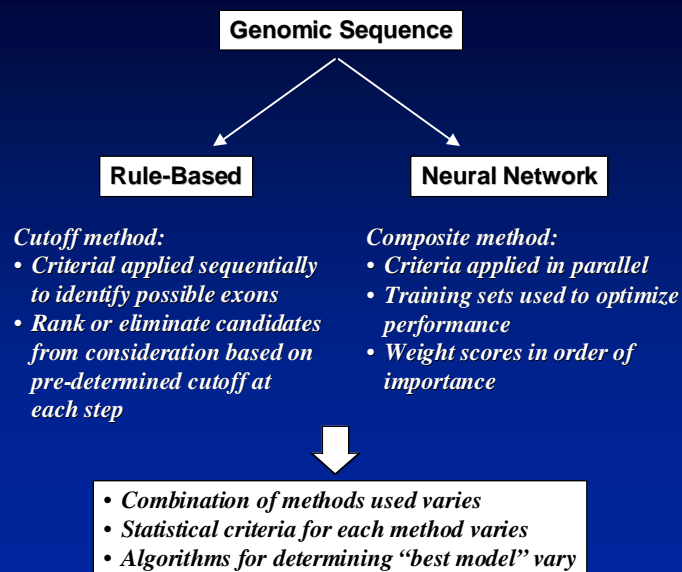 Genomic Sequence
Rule-Based
Cutoff method:
• Criterial applied sequentially
to identify possible exons
• Rank or eliminate candidates
from consideration based on
pre-determined cutoff at
each step
Neural Network
Composite method:
• Criteria applied in parallel
• Training sets used to optimize
performance
• Weight scores in order of
importance
• Combination of methods used varies
• Statistical criteria for each method varies
• Algorithms for determining “best model” vary